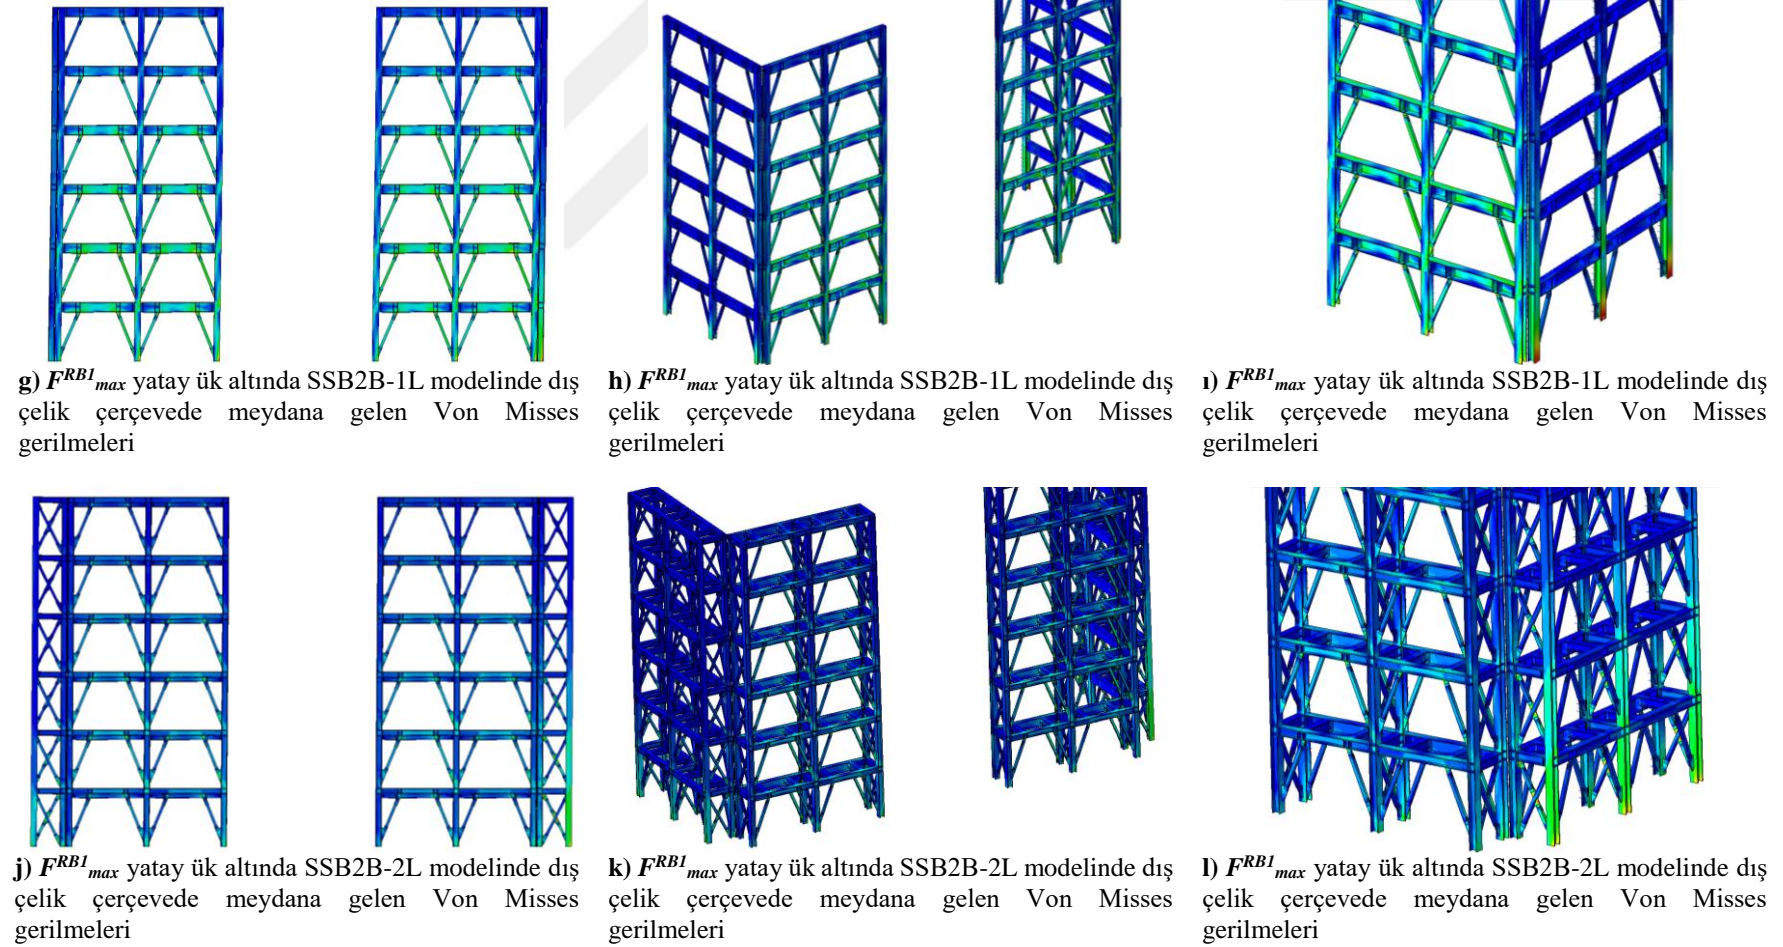 g) F^RB1_max yatay ük altında SSB2B-1L modelinde dış
çelik çerçevede meydana gelen Von Misses
gerilmeleri
h) F^RB1_max yatay ük altında SSB2B-1L modelinde dış
çelik çerçevede meydana gelen Von Misses
gerilmeleri
ı) F^RB1_max yatay ük altında SSB2B-1L modelinde dış
çelik çerçevede meydana gelen Von Misses
gerilmeleri
j) F^RB1_max yatay ük altında SSB2B-2L modelinde dış
çelik çerçevede meydana gelen Von Misses
gerilmeleri
k) F^RB1_max yatay ük altında SSB2B-2L modelinde dış
çelik çerçevede meydana gelen Von Misses
gerilmeleri
l) F^RB1_max yatay ük altında SSB2B-2L modelinde dış
çelik çerçevede meydana gelen Von Misses
gerilmeleri